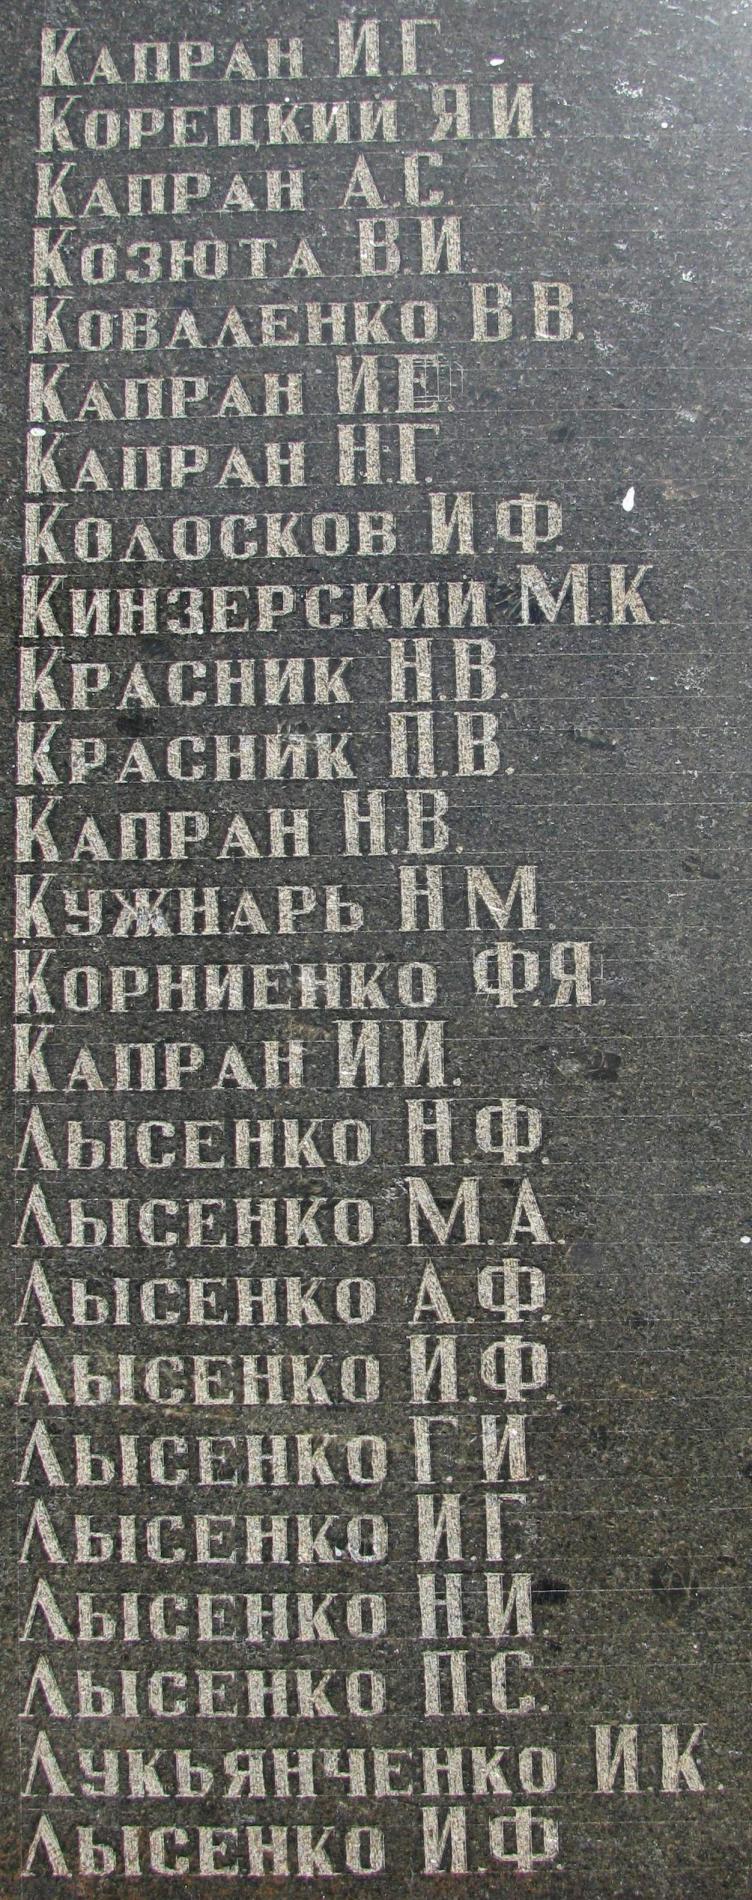 Капран И.Г.
Корецкий Я.И.
Капран А.С.
Козюта В.И.
Коваленко В.В.
Капран И.Е.
Капран Н.Г.
Колосков И.Ф.
Кинзерский М.К.
Красник Н.В.
Красник П.В.
Капран Н.В.
Кужнарь Н М.
Корниенко Ф.Я.
Капран И.И.
Лысенко Н.Ф.
Лысенко М.А.
Лысенко А.Ф.
Лысенко И.Ф.
Лысенко Г.И.
Лысенко И.Г.
Лысенко Н.И.
Лысенко П.С.
Лукьянченко И.К.
Лысенко И.Ф.